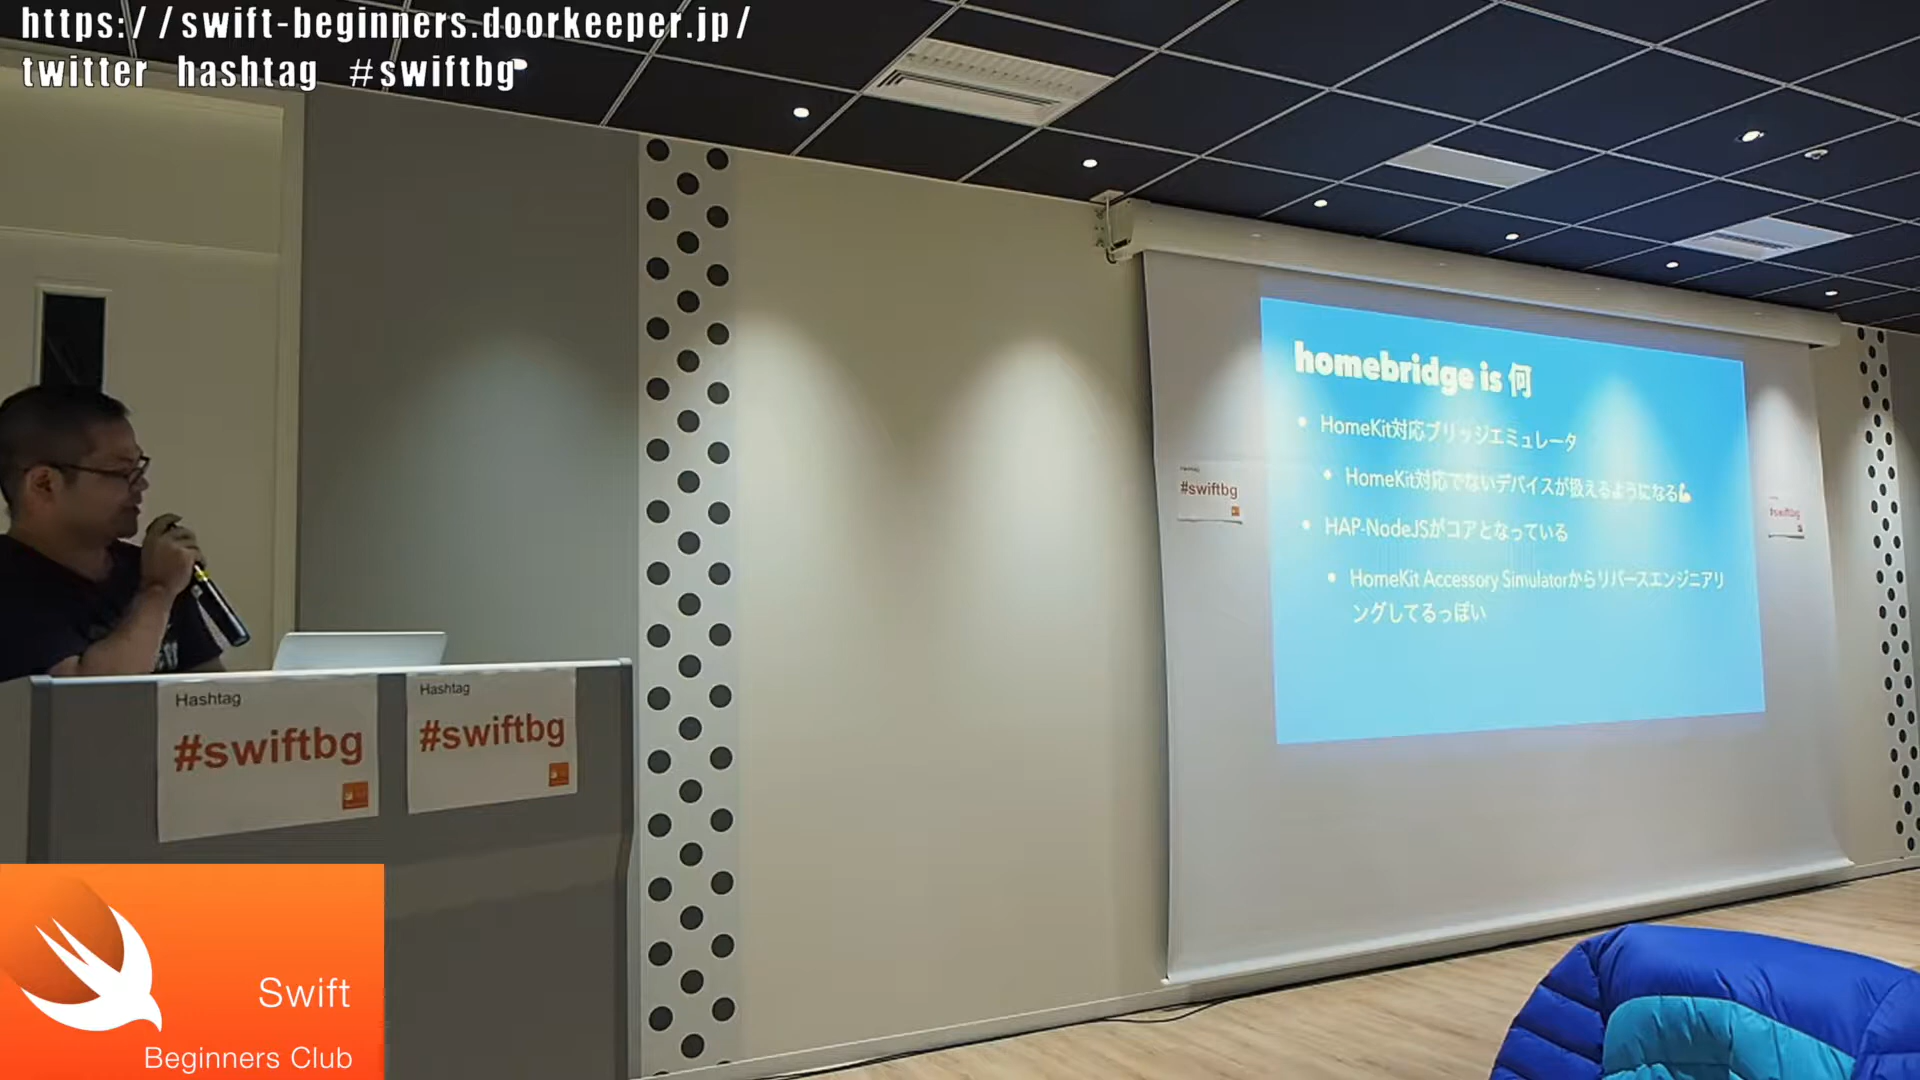 https://swift-beginners.doorkeeper.jp/
twitter hashtag #swiftbg
homebridge is 何
• HomeKit対応ブリッジエミュレータ
• HomeKit対応でないデバイスが扱えるようになる💪
• HAP-NodeJSがコアとなっている
• HomeKit Accessory Simulatorからリバースエンジニアリ
ングしてるっぽい
#swiftbg
#swiftbg
Hashtag
#swiftbg
Hashtag
#swiftbg
Swift
Beginners Club